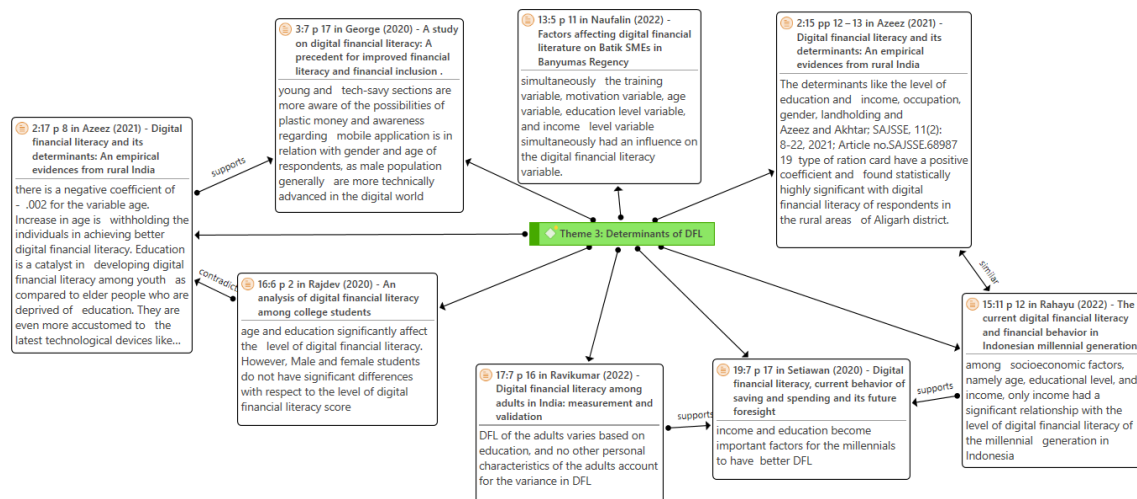 3:7 p 17 in George (2020) - A
study on digital financial literacy: A
precedent for improved financial
literacy and financial inclusion .
young and tech-savy sections are
more aware of the possibilities of
plastic money and awareness
regarding mobile application is in
relation with gender and age of
respondents, as male population
generally are more technically
advanced in the digital world
13:5 p 11 in Naufalin (2022) -
Factors affecting digital financial
literature on Batik SMEs in
Banyumas Regency
simultaneously the training
variable, motivation variable, age
variable, education level variable,
and income level variable
simultaneously had an influence on
the digital financial literacy
variable.
2:15 pp 12 – 13 in Azeez (2021) -
Digital financial literacy and its
determinants: An empirical
evidences from rural India
The determinants like the level of
education and income, occupation,
gender, landholding and
Azeez and Akhtar; SAJSSE, 11(2):
8-22, 2021; Article no.SAJSSE.68987
19 type of ration card have a positive
coefficient and found statistically
highly significant with digital
financial literacy of respondents in
the rural areas of Aligarh district.
2:17 p 8 in Azeez (2021) - Digital
financial literacy and its
determinants: An empirical
evidences from rural India
there is a negative coefficient of
- .002 for the variable age.
Increase in age is withholding the
individuals in achieving better
digital financial literacy. Education
is a catalyst in developing digital
financial literacy among youth as
compared to elder people who are
deprived of education. They are
even more accustomed to the
latest technological devices like...
supports
Theme 3: Determinants of DFL
contradict
similar
16:6 p 2 in Rajdev (2020) - An
analysis of digital financial literacy
among college students
age and education significantly affect
the level of digital financial literacy.
However, Male and female students
do not have significant differences
with respect to the level of digital
financial literacy score
15:11 p 12 in Rahayu (2022) - The
current digital financial literacy
and financial behavior in
Indonesian millennial generation
among socioeconomic factors,
namely age, educational level, and
income, only income had a
significant relationship with the
level of digital financial literacy of
the millennial generation in
Indonesia
17:7 p 16 in Ravikumar (2022) -
Digital financial literacy among
adults in India: measurement and
validation
DFL of the adults varies based on
education, and no other personal
characteristics of the adults account
for the variance in DFL
supports
19:7 p 17 in Setiawan (2020) - Digital
financial literacy, current behavior of
saving and spending and its future
foresight
income and education become
important factors for the millennials
to have better DFL
supports